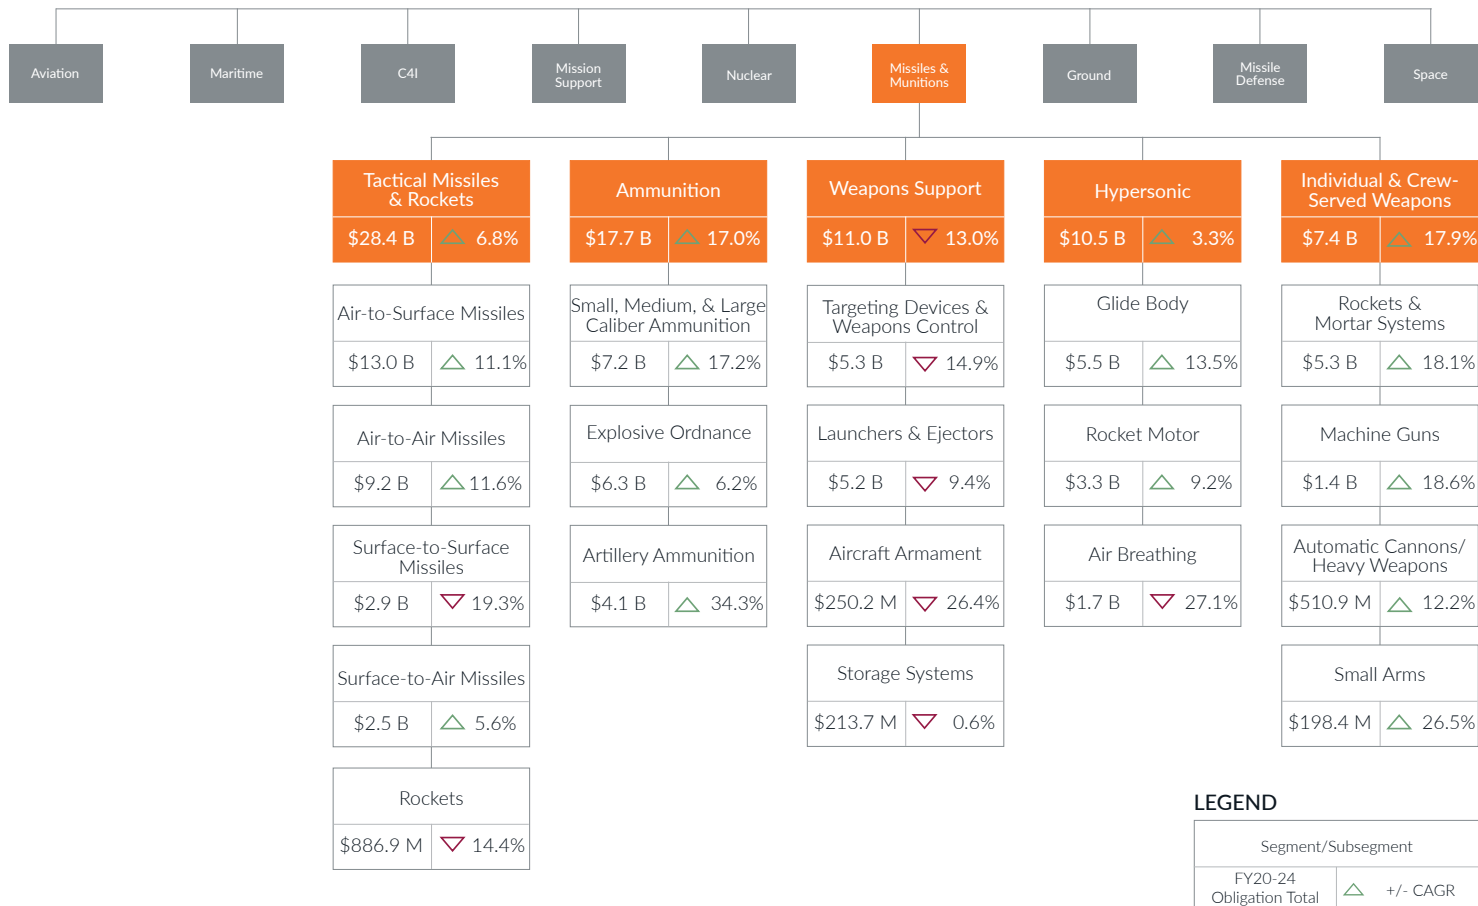 Aviation
Maritime
C4I
Mission
Support
Nuclear
Missiles &
Munitions
Ground
Missile
Defense
Space
Tactical Missiles
& Rockets
$28.4 B 6.8%
Air-to-Surface Missiles
$13.0 B 11.1%
Air-to-Air Missiles
$9.2 B 11.6%
Surface-to-Surface
Missiles
$2.9 B 19.3%
Surface-to-Air Missiles
$2.5 B 5.6%
Rockets
$886.9 M 14.4%
Ammunition
$17.7 B 17.0%
Small, Medium, & Large
Caliber Ammunition
$7.2 B 17.2%
Explosive Ordnance
$6.3 B 6.2%
Artillery Ammunition
$4.1 B 34.3%
Weapons Support
$11.0 B 13.0%
Targeting Devices &
Weapons Control
$5.3 B 14.9%
Launchers & Ejectors
$5.2 B 9.4%
Aircraft Armament
$250.2 M 26.4%
Storage Systems
$213.7 M 0.6%
Hypersonic
$10.5 B 3.3%
Glide Body
$5.5 B 13.5%
Rocket Motor
$3.3 B 9.2%
Air Breathing
$1.7 B 27.1%
Individual & Crew-
Served Weapons
$7.4 B 17.9%
Rockets &
Mortar Systems
$5.3 B 18.1%
Machine Guns
$1.4 B 18.6%
Automatic Cannons/
Heavy Weapons
$510.9 M 12.2%
Small Arms
$198.4 M 26.5%
LEGEND
Segment/Subsegment
FY20-24
Obligation Total
+/- CAGR